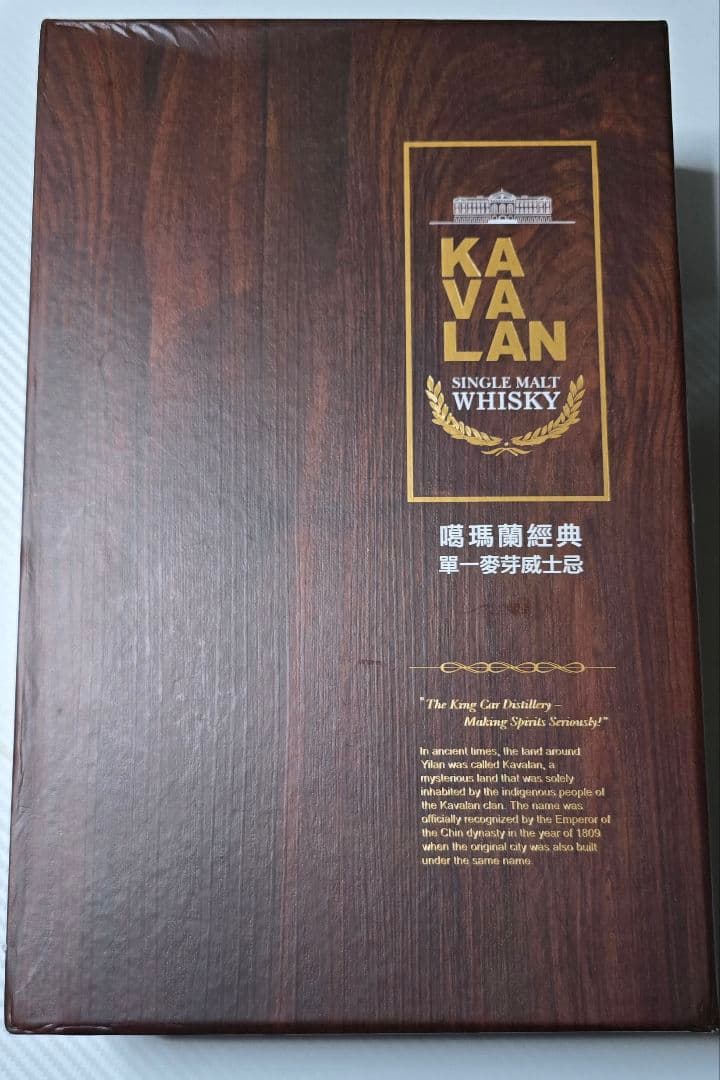 KA
VA
LAN
SINGLE MALT
WHISKY
噶瑪蘭經典
單一麥芽威士忌
"The King Car Distillery –
Making Spirits Seriously!"
In ancient times, the land around
Yilan was called Kavalan, a
mysterious land that was solely
inhabited by the indigenous people of
the Kavalan clan. The name was
officially recognized by the Emperor of
the Chin dynasty in the year of 1809
when the original city was also built
under the same name.